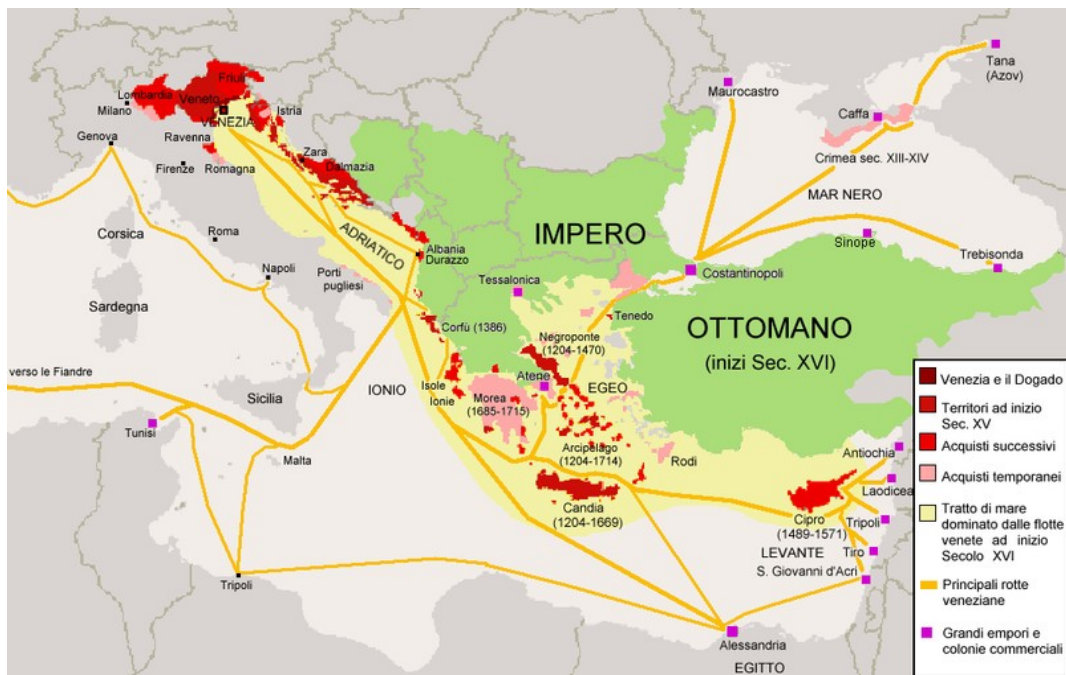 Tana
(Azov)
Maurocastro
Caffa
Crimea sec. XIII-XIV
MAR NERO
Sinope
Trebisonda
Costantinopoli
Friuli
Lombardia
Veneto
Milano
VENEZIA
Istria
Genova
Ravenna
Zara
Firenze
Romagna
Dalmazia
Corsica
Roma
ADRIATICO
Albania
Durazzo
Napoli
Porti
pugliesi
Sardegna
IMPERO
OTTOMANO
(inizi Sec. XVI)
Tessalonica
Tenedo
Corfù (1386)
Negroponte
(1204-1470)
Atene
EGEO
verso le Fiandre
IONIO
Isole
Ionie
Morea
(1685-1715)
Sicilia
Tunisi
Malta
Arcipelago
(1204-1714)
Rodi
Candia
(1204-1669)
Antiochia
Laodicea
Cipro
(1489-1571)
Tripoli
LEVANTE
Tiro
S. Giovanni d'Acri
Tripoli
Alessandria
EGITTO
Venezia e il Dogado
Territori ad inizio
Sec. XV
Acquisti successivi
Acquisti temporanei
Tratto di mare
dominato dalle flotte
venete ad inizio
Secolo XVI
Principali rotte
veneziane
Grandi empori e
colonie commerciali